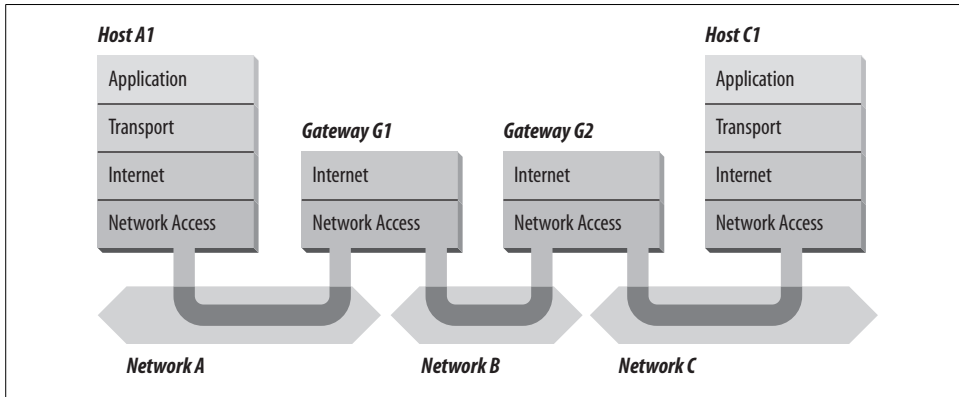 Host A1
Application
Transport
Internet
Network Access
Gateway G1
Internet
Network Access
Gateway G2
Internet
Network Access
Host C1
Application
Transport
Internet
Network Access
Network A
Network B
Network C